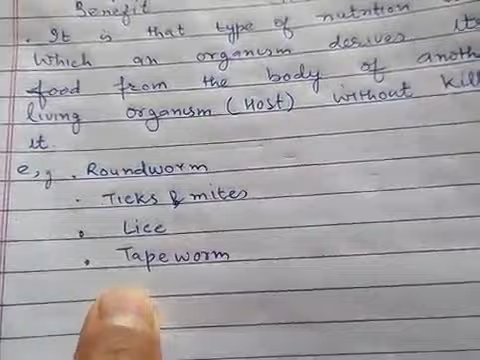 Benefit
. It is that type of nutrition
Which an organism derives its
food from the body of anoth
living organism (Host) without kill
it.
e,g . Roundworm
. Ticks & mites
. Lice
. Tapeworm